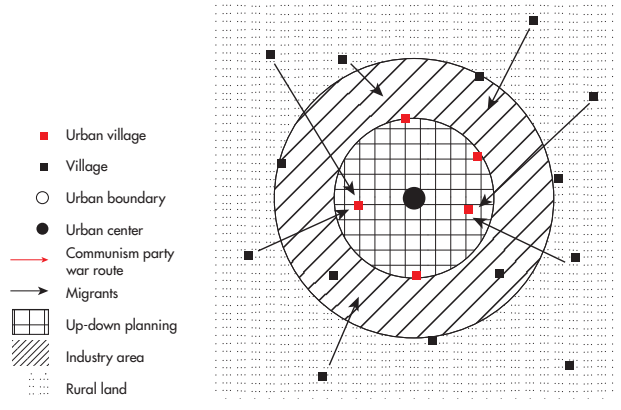 Urban village
Village
Urban boundary
Urban center
Communism party
war route
Migrants
Up-down planning
Industry area
Rural land